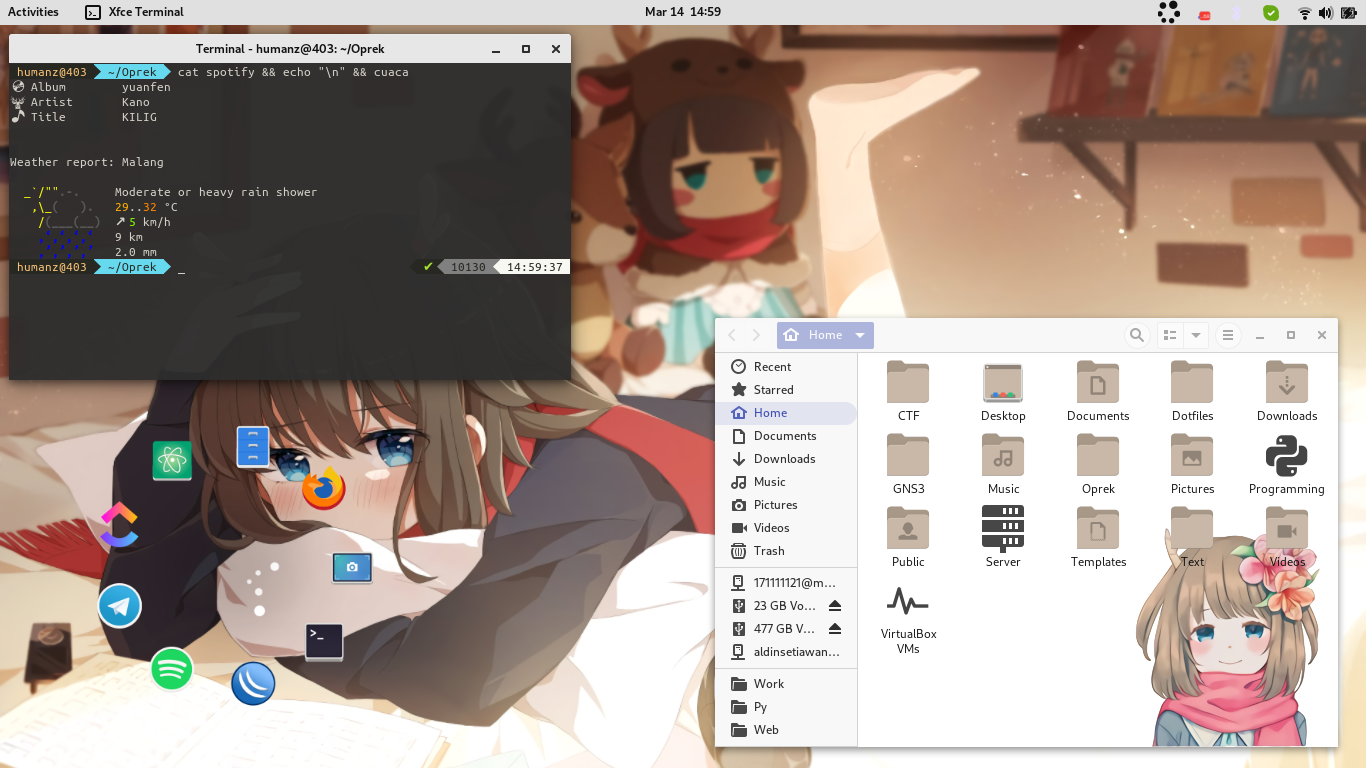 Activities Xfce Terminal Mar 14 14:59
Terminal - humanz@403: ~/Oprek
humanz@403 ~/Oprek cat spotify && echo "\n" && cuaca
Album yuanfen
Artist Kano
Title KILIG
Weather report: Malang
Moderate or heavy rain shower
29..32 °C
↗ 5 km/h
9 km
2.0 mm
humanz@403 ~/Oprek _ ✔ 10130 14:59:37
Home
Recent
Starred
Home
Documents
Downloads
Music
Pictures
Videos
Trash
171111121@m...
23 GB Vo...
477 GB V...
aldinsetiawan...
Work
Py
Web
CTF Desktop Documents Dotfiles Downloads
GNS3 Music Oprek Pictures Programming
Public Server Templates Text Videos
VirtualBox
VMs